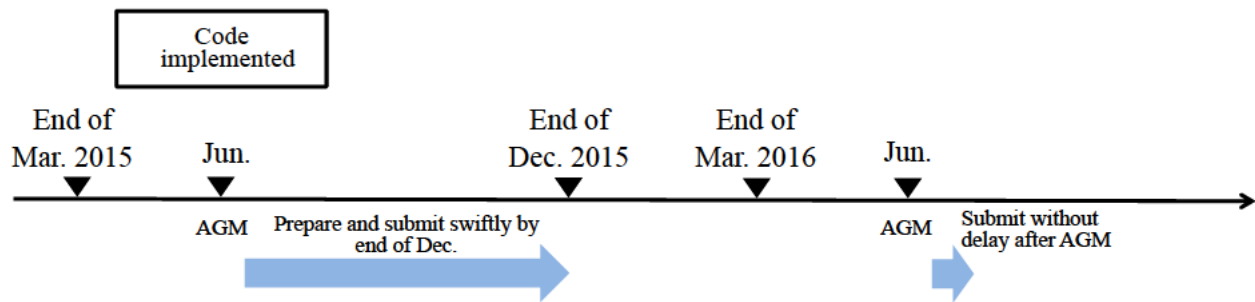 Code
implemented
End of
Mar. 2015
Jun.
End of
Dec. 2015
End of
Mar. 2016
Jun.
AGM
Prepare and submit swiftly by
end of Dec.
AGM
Submit without
delay after AGM